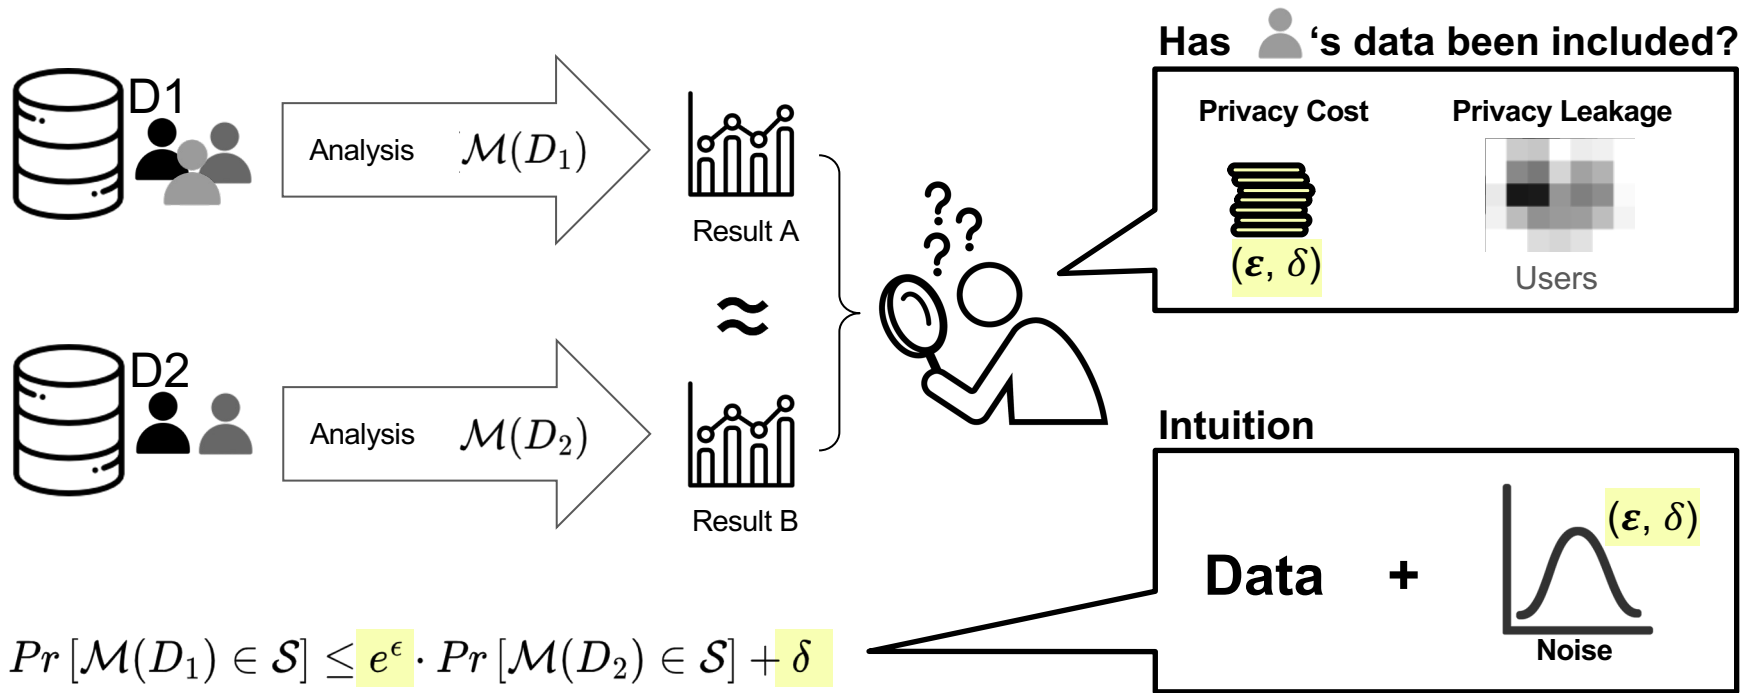 Has 's data been included?
D1
Analysis M(D₁)
Privacy Cost
Privacy Leakage
Result A
? ? ?
(ε, δ)
Users
≈
D2
Analysis M(D₂)
Result B
Intuition
(ε, δ)
Data +
Noise
Pr [M(D₁) ∈ S] ≤ e^ϵ · Pr [M(D₂) ∈ S] + δ